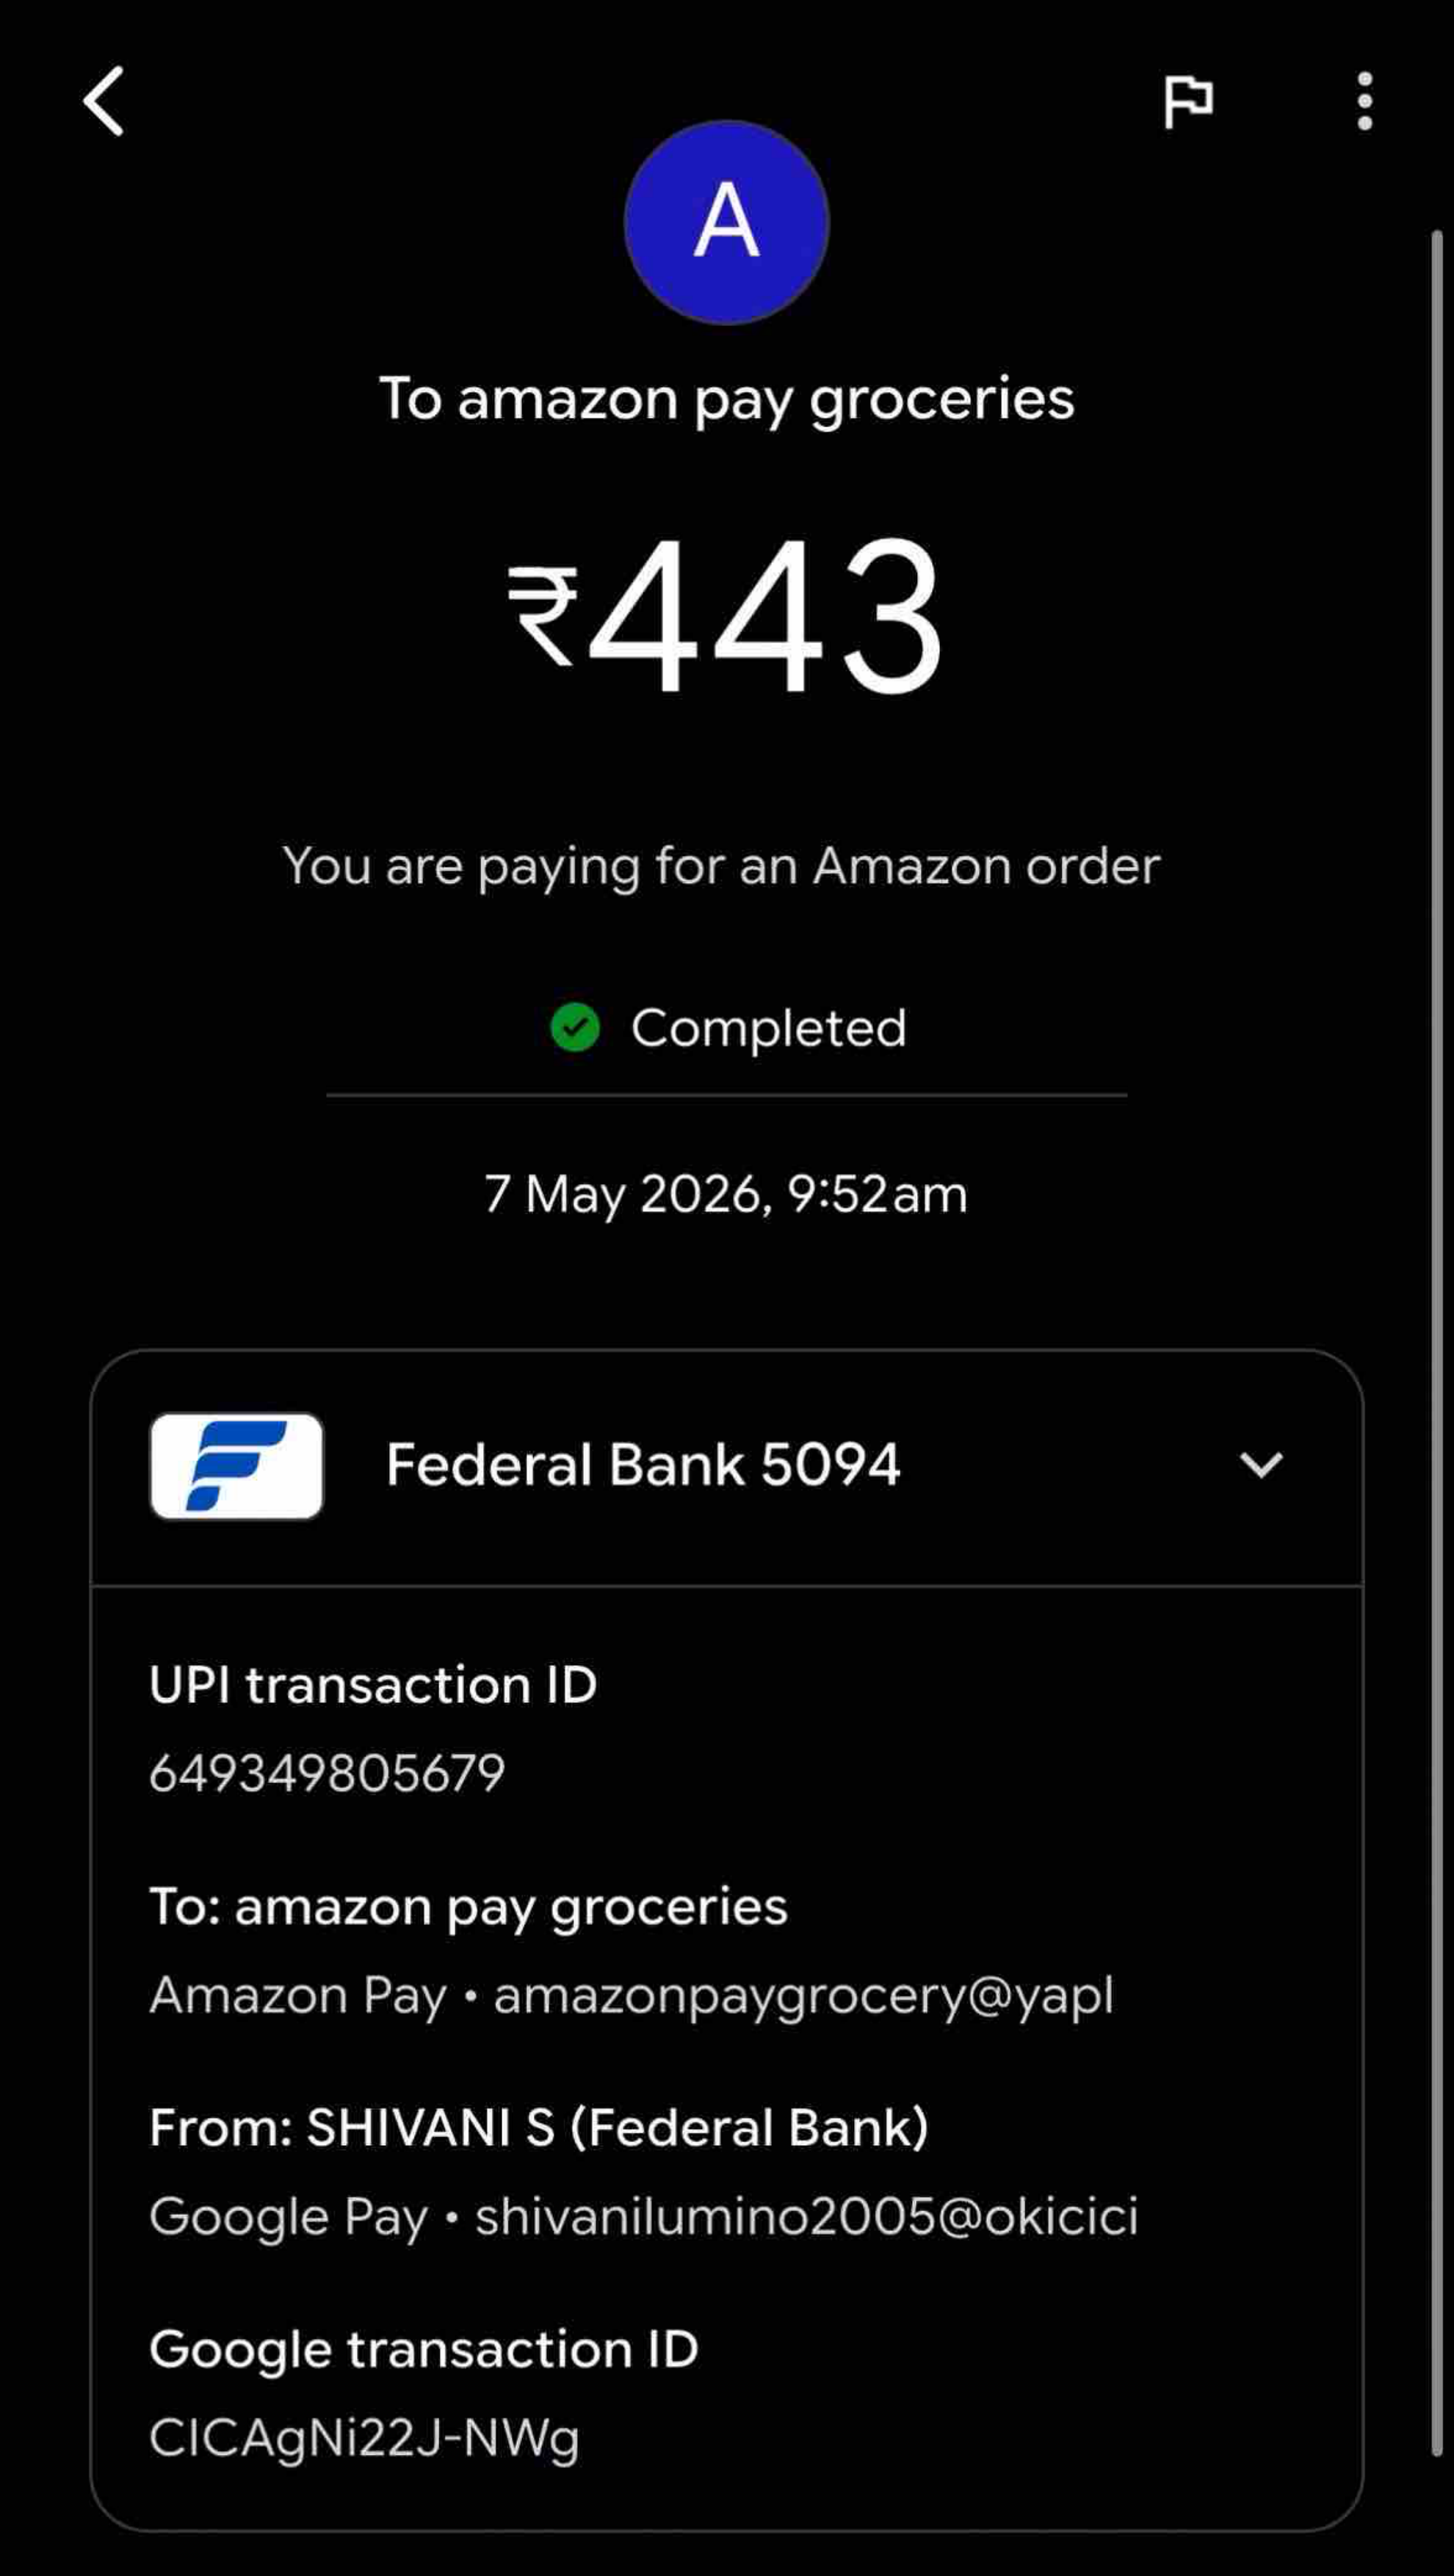 A
To amazon pay groceries
₹443
You are paying for an Amazon order
Completed
7 May 2026, 9:52am
Federal Bank 5094
UPI transaction ID
649349805679
To: amazon pay groceries
Amazon Pay • amazonpaygrocery@yapl
From: SHIVANI S (Federal Bank)
Google Pay • shivanilumino2005@okicici
Google transaction ID
CICAgNi22J-NWg